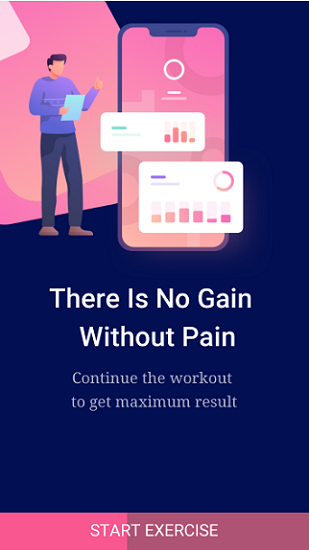 There Is No Gain
Without Pain
Continue the workout
to get maximum result
START EXERCISE